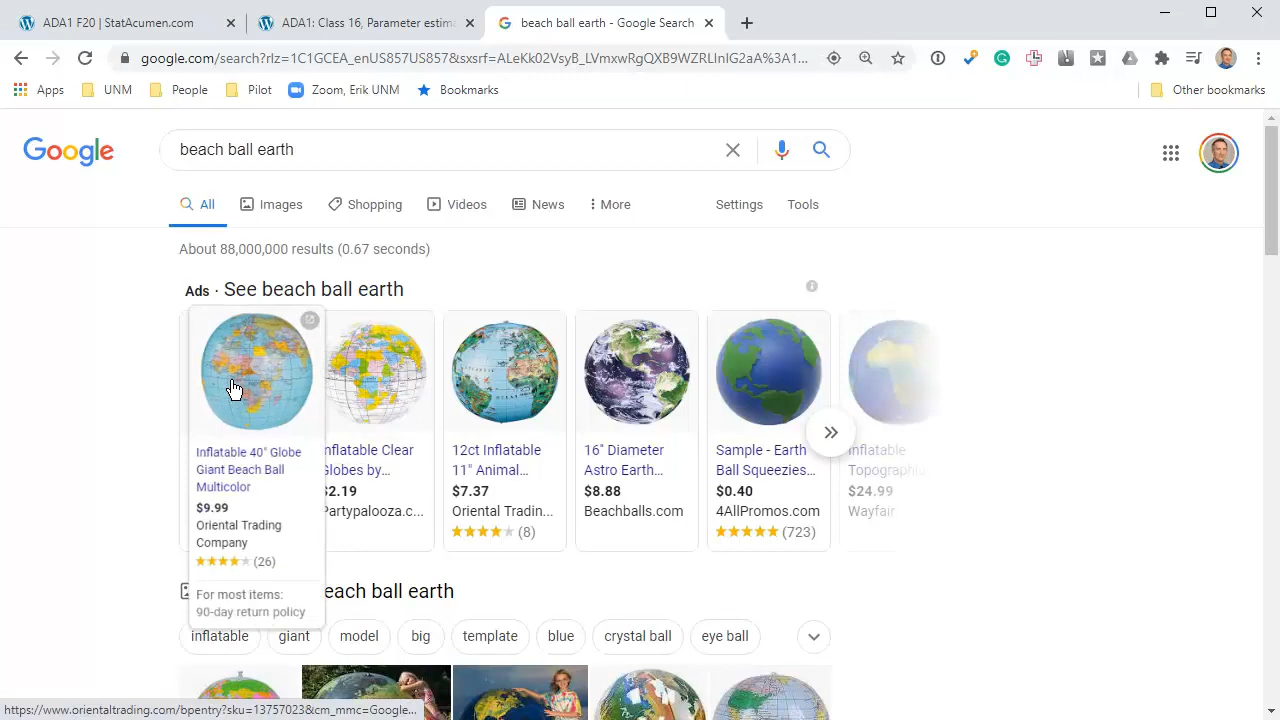 ADA1 F20 | StatAcumen.com
ADA1: Class 16, Parameter estima
beach ball earth - Google Search
google.com/search?rlz=1C1GCEA_enUS857US858&sxsrf=ALeKk02VsyB_LVmxwRgQXB9WZRLInIG2aA%3A1...
Apps
UNM
People
Pilot
Zoom, Erik UNM
Bookmarks
Other bookmarks
Google
beach ball earth
All
Images
Shopping
Videos
News
More
Settings
Tools
About 88,000,000 results (0.67 seconds)
Ads · See beach ball earth
Inflatable 40" Globe
Giant Beach Ball
Multicolor
$9.99
Oriental Trading
Company
(26)
For most items:
90-day return policy
nflatable Clear
Globes by...
$2.19
Partypalooza.c...
12ct Inflatable
11" Animal...
$7.37
Oriental Tradin...
(8)
16" Diameter
Astro Earth...
$8.88
Beachballs.com
Sample - Earth
Ball Squeezies...
$0.40
4AllPromos.com
(723)
Inflatable
Topographi
$24.99
Wayfair
beach ball earth
inflatable
giant
model
big
template
blue
crystal ball
eye ball
https://www.orientaltrading.com/bpentry?sku=13757023&cm_mmc=Google...